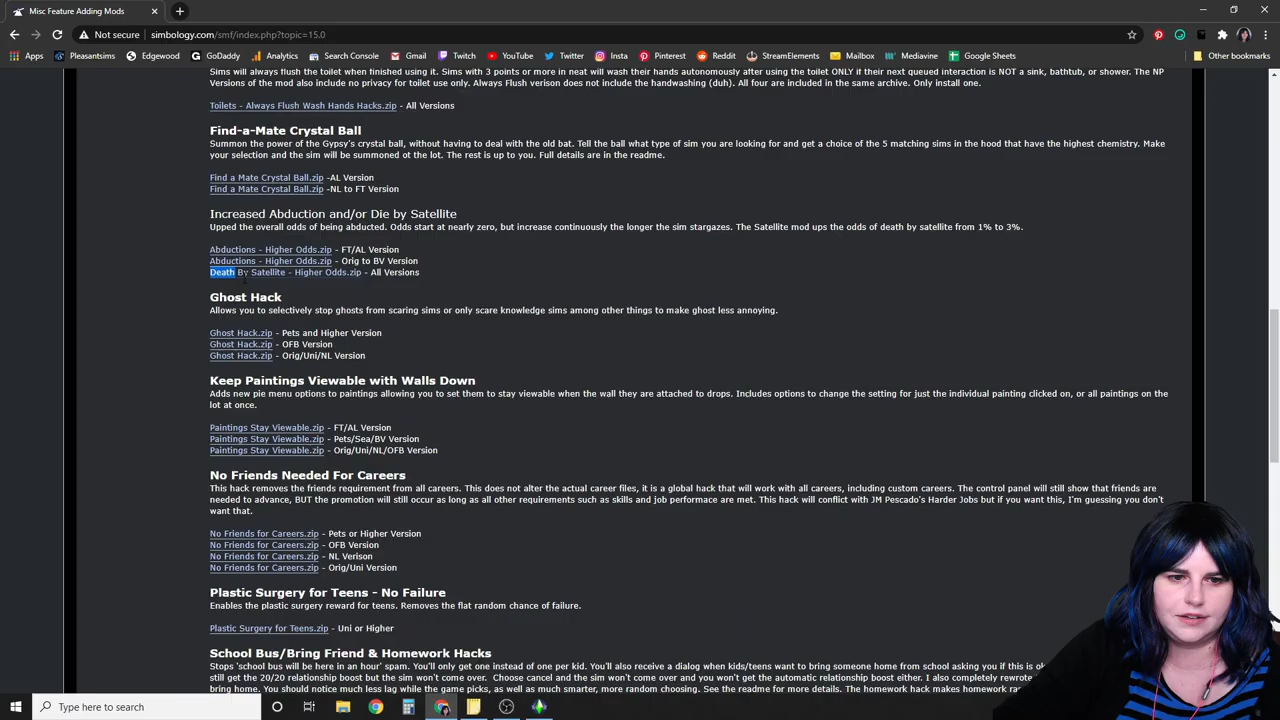 Misc Feature Adding Mods
Not secure | simbology.com/smf/index.php?topic=15.0
Apps Pleasantsims Edgewood GoDaddy Analytics Search Console Gmail Twitch YouTube Twitter Insta Pinterest Reddit StreamElements Mailbox Mediavine Google Sheets Other bookmarks
Sims will always flush the toilet when finished using it. Sims with 3 points or more in neat will wash their hands autonomously after using the toilet ONLY if their next queued interaction is NOT a sink, bathtub, or shower. The NP
Versions of the mod also include no privacy for toilet use only. Always Flush verison does not include the handwashing (duh). All four are included in the same archive. Only install one.
Toilets - Always Flush Wash Hands Hacks.zip - All Versions
Find-a-Mate Crystal Ball
Summon the power of the Gypsy's crystal ball, without having to deal with the old bat. Tell the ball what type of sim you are looking for and get a choice of the 5 matching sims in the hood that have the highest chemistry. Make
your selection and the sim will be summoned ot the lot. The rest is up to you. Full details are in the readme.
Find a Mate Crystal Ball.zip -AL Version
Find a Mate Crystal Ball.zip -NL to FT Version
Increased Abduction and/or Die by Satellite
Upped the overall odds of being abducted. Odds start at nearly zero, but increase continuously the longer the sim stargazes. The Satellite mod ups the odds of death by satellite from 1% to 3%.
Abductions - Higher Odds.zip - FT/AL Version
Abductions - Higher Odds.zip - Orig to BV Version
Death By Satellite - Higher Odds.zip - All Versions
Ghost Hack
Allows you to selectively stop ghosts from scaring sims or only scare knowledge sims among other things to make ghost less annoying.
Ghost Hack.zip - Pets and Higher Version
Ghost Hack.zip - OFB Version
Ghost Hack.zip - Orig/Uni/NL Version
Keep Paintings Viewable with Walls Down
Adds new pie menu options to paintings allowing you to set them to stay viewable when the wall they are attached to drops. Includes options to change the setting for just the individual painting clicked on, or all paintings on the
lot at once.
Paintings Stay Viewable.zip - FT/AL Version
Paintings Stay Viewable.zip - Pets/Sea/BV Version
Paintings Stay Viewable.zip - Orig/Uni/NL/OFB Version
No Friends Needed For Careers
This hack removes the friends requirement from all careers. This does not alter the actual career files, it is a global hack that will work with all careers, including custom careers. The control panel will still show that friends are
needed to advance, BUT the promotion will still occur as long as all other requirements such as skills and job performace are met. This hack will conflict with JM Pescado's Harder Jobs but if you want this, I'm guessing you don't
want that.
No Friends for Careers.zip - Pets or Higher Version
No Friends for Careers.zip - OFB Version
No Friends for Careers.zip - NL Verison
No Friends for Careers.zip - Orig/Uni Version
Plastic Surgery for Teens - No Failure
Enables the plastic surgery reward for teens. Removes the flat random chance of failure.
Plastic Surgery for Teens.zip - Uni or Higher
School Bus/Bring Friend & Homework Hacks
Stops 'school bus will be here in an hour' spam. You'll only get one instead of one per kid. You'll also receive a dialog when kids/teens want to bring someone home from school asking you if this is ok
still get the 20/20 relationship boost but the sim won't come over. Choose cancel and the sim won't come over and you won't get the automatic relationship boost either. I also completely rewrote
bring home. You should notice much less lag while the game picks, as well as much smarter, more random choosing. See the readme for more details. The homework hack makes homework
Type here to search